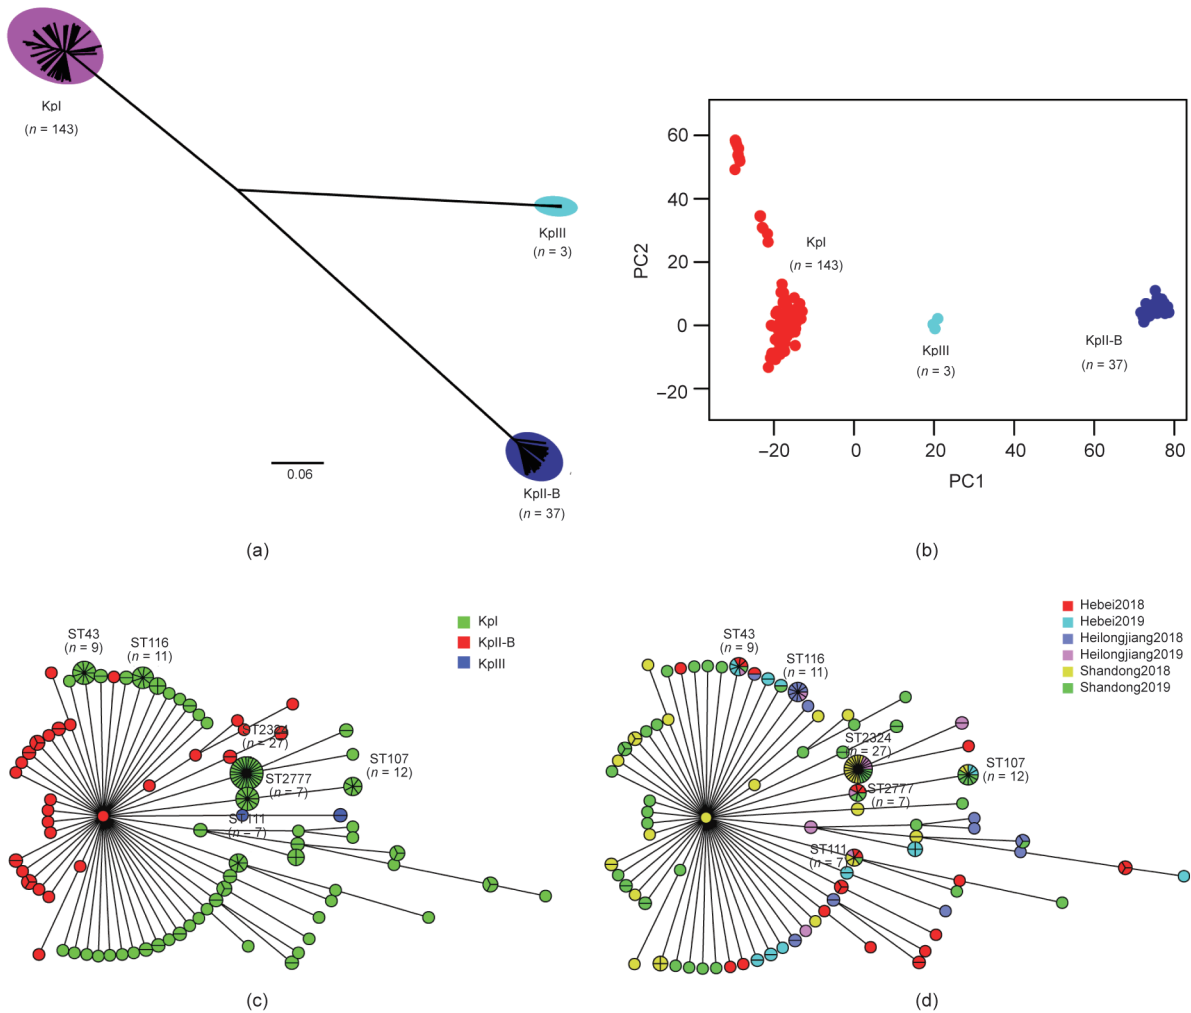 KpI
(n = 143)
KpIII
(n = 3)
0.06
KpII-B
(n = 37)
(a)
60
40
20
0
−20
PC2
KpI
(n = 143)
KpIII
(n = 3)
KpII-B
(n = 37)
−20
0
20
40
60
80
PC1
(b)
ST43
(n = 9)
ST116
(n = 11)
KpI
KpII-B
KpIII
ST2324
(n = 27)
ST107
(n = 12)
ST2777
(n = 7)
ST111
(n = 7)
(c)
Hebei2018
Hebei2019
Heilongjiang2018
Heilongjiang2019
Shandong2018
Shandong2019
ST43
(n = 9)
ST116
(n = 11)
ST2324
(n = 27)
ST107
(n = 12)
ST2777
(n = 7)
ST111
(n = 7)
(d)